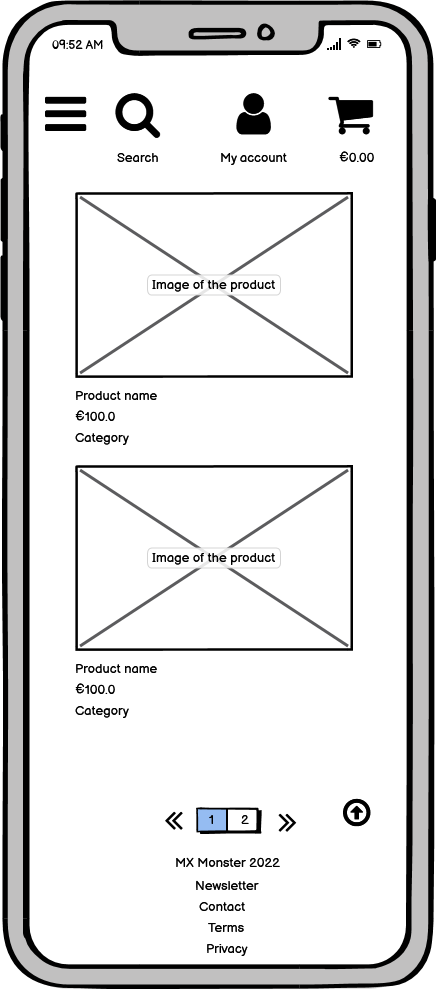 09:52 AM
Search My account €0.00
Image of the product
Product name
€100.0
Category
Image of the product
Product name
€100.0
Category
1 2
MX Monster 2022
Newsletter
Contact
Terms
Privacy